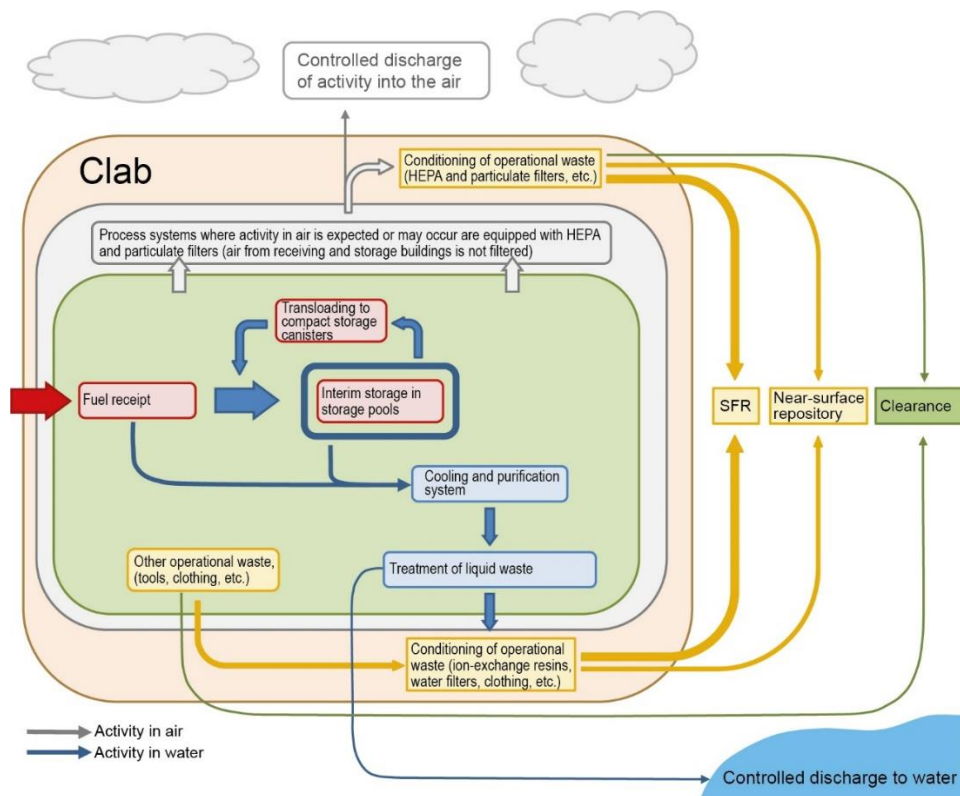 Controlled discharge
of activity into the air
Clab
Conditioning of operational waste
(HEPA and particulate filters, etc.)
Process systems where activity in air is expected or may occur are equipped with HEPA
and particulate filters (air from receiving and storage buildings is not filtered)
Transloading to
compact storage
canisters
Fuel receipt
Interim storage in
storage pools
SFR
Near-surface
repository
Clearance
Cooling and purification
system
Other operational waste,
(tools, clothing, etc.)
Treatment of liquid waste
Conditioning of operational
waste (ion-exchange resins,
water filters, clothing, etc.)
Activity in air
Activity in water
Controlled discharge to water